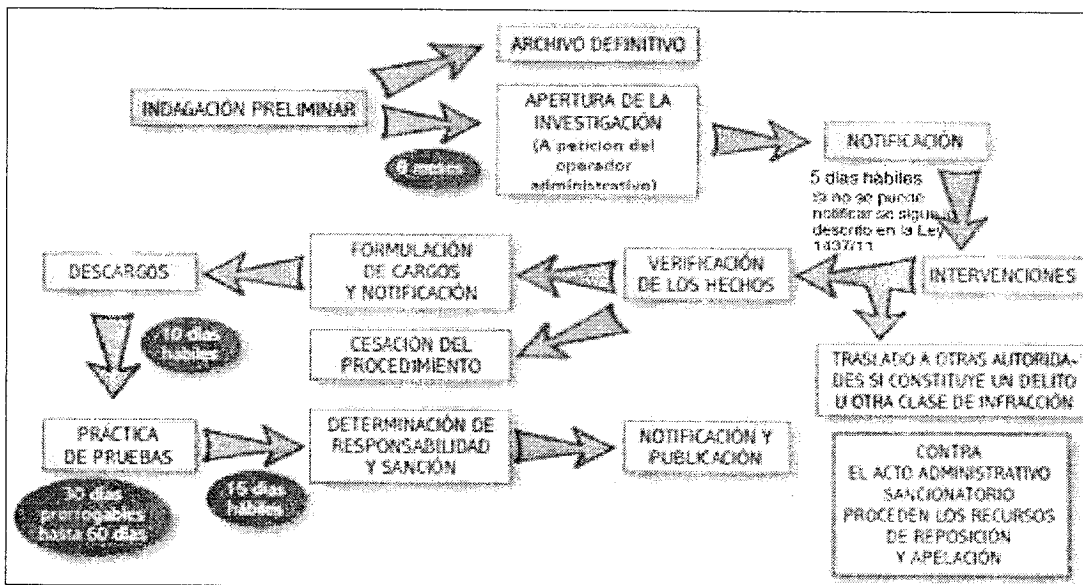 ARCHIVO DEFINITIVO
INDAGACIÓN PRELIMINAR
APERTURA DE LA
INVESTIGACIÓN
(A petición del
operador
administrativo)
6 meses
NOTIFICACIÓN
5 días hábiles
Si no se puede
notificar se sigue
descrito en la Ley
1437/11
INTERVENCIONES
VERIFICACIÓN
DE LOS HECHOS
FORMULACIÓN
DE CARGOS
Y NOTIFICACIÓN
DESCARGOS
10 días
hábiles
CESACIÓN DEL
PROCEDIMIENTO
TRASLADO A OTRAS AUTORIDA-
DES SI CONSTITUYE UN DELITO
U OTRA CLASE DE INFRACCIÓN
PRÁCTICA
DE PRUEBAS
30 días
prorrogables
hasta 60 días
15 días
hábiles
DETERMINACIÓN DE
RESPONSABILIDAD
Y SANCIÓN
NOTIFICACIÓN Y
PUBLICACIÓN
CONTRA
EL ACTO ADMINISTRATIVO
SANCIONATORIO
PROCEDEN LOS RECURSOS
DE REPOSICIÓN
Y APELACIÓN